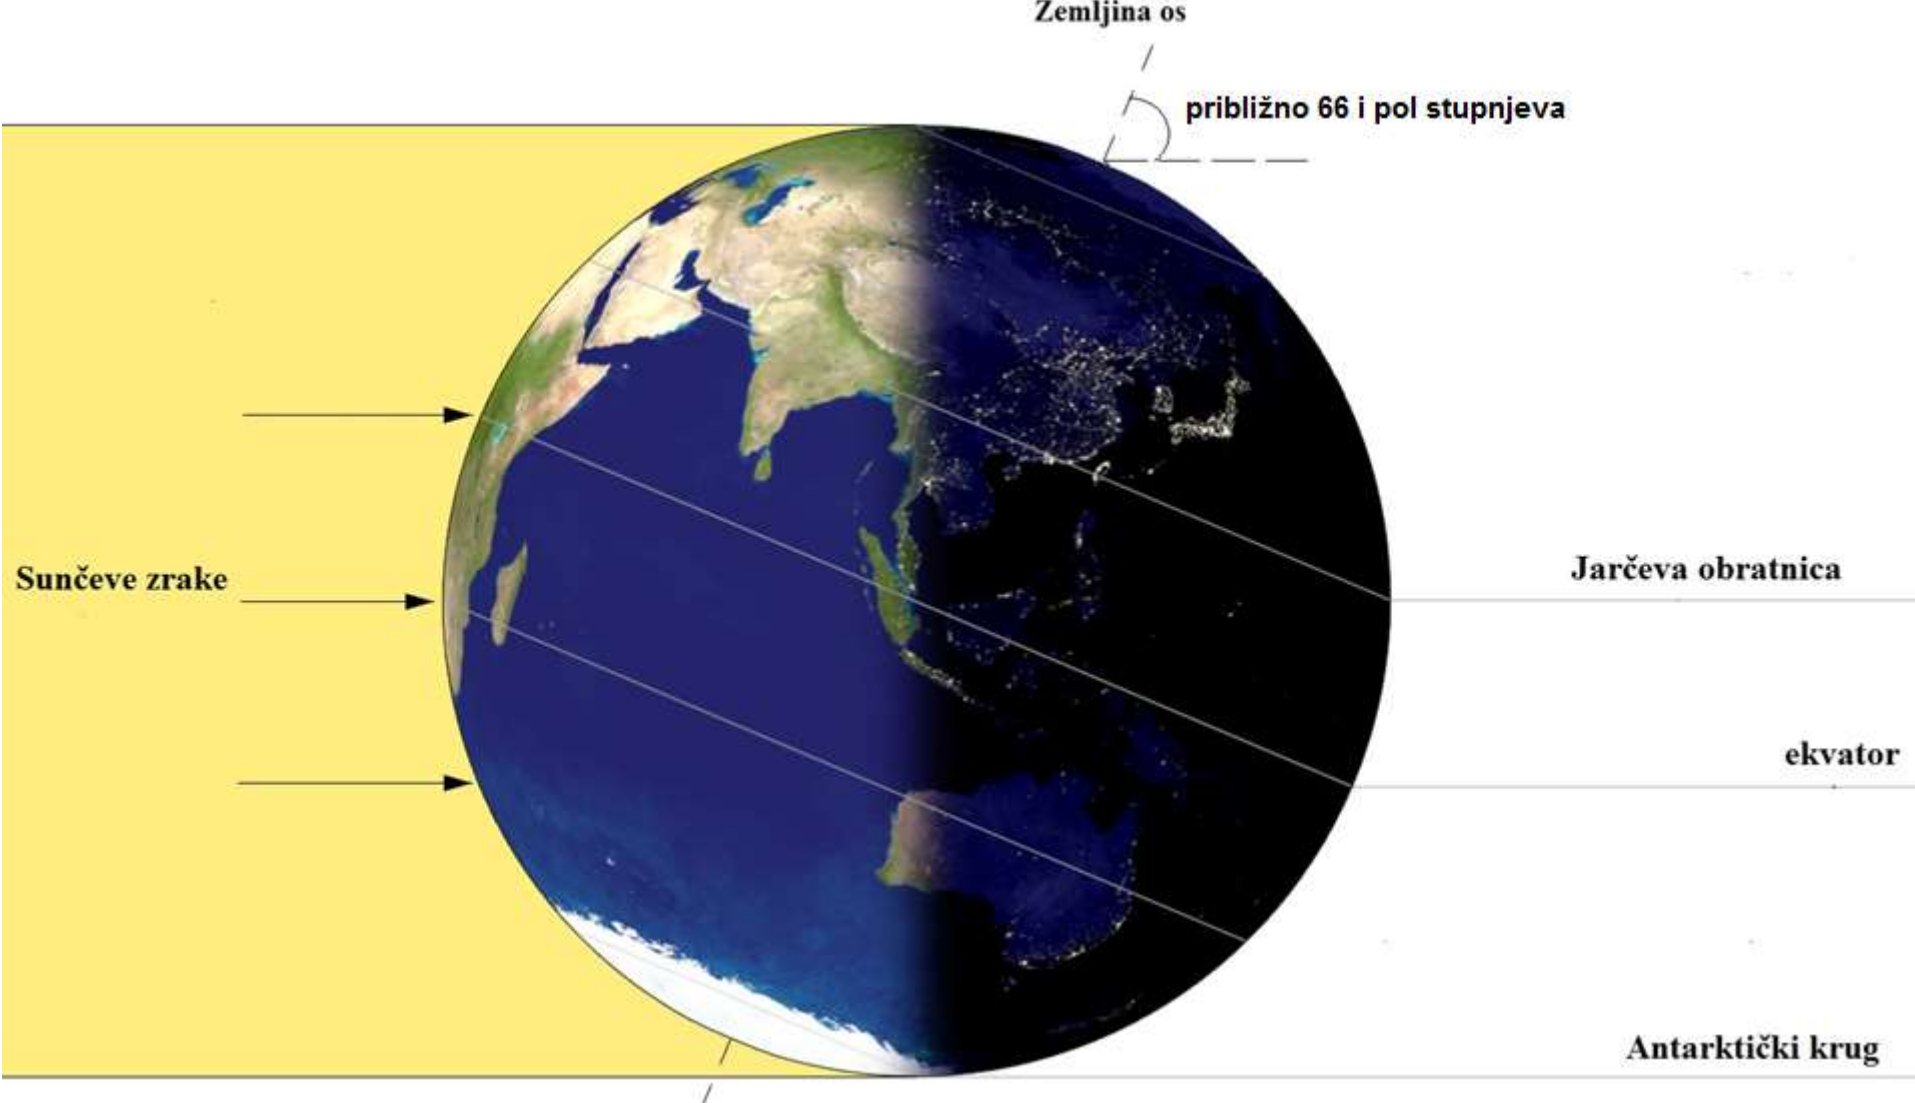 Zemljina os
približno 66 i pol stupnjeva
Sunčeve zrake
Jarčeva obratnica
ekvator
Antarktički krug